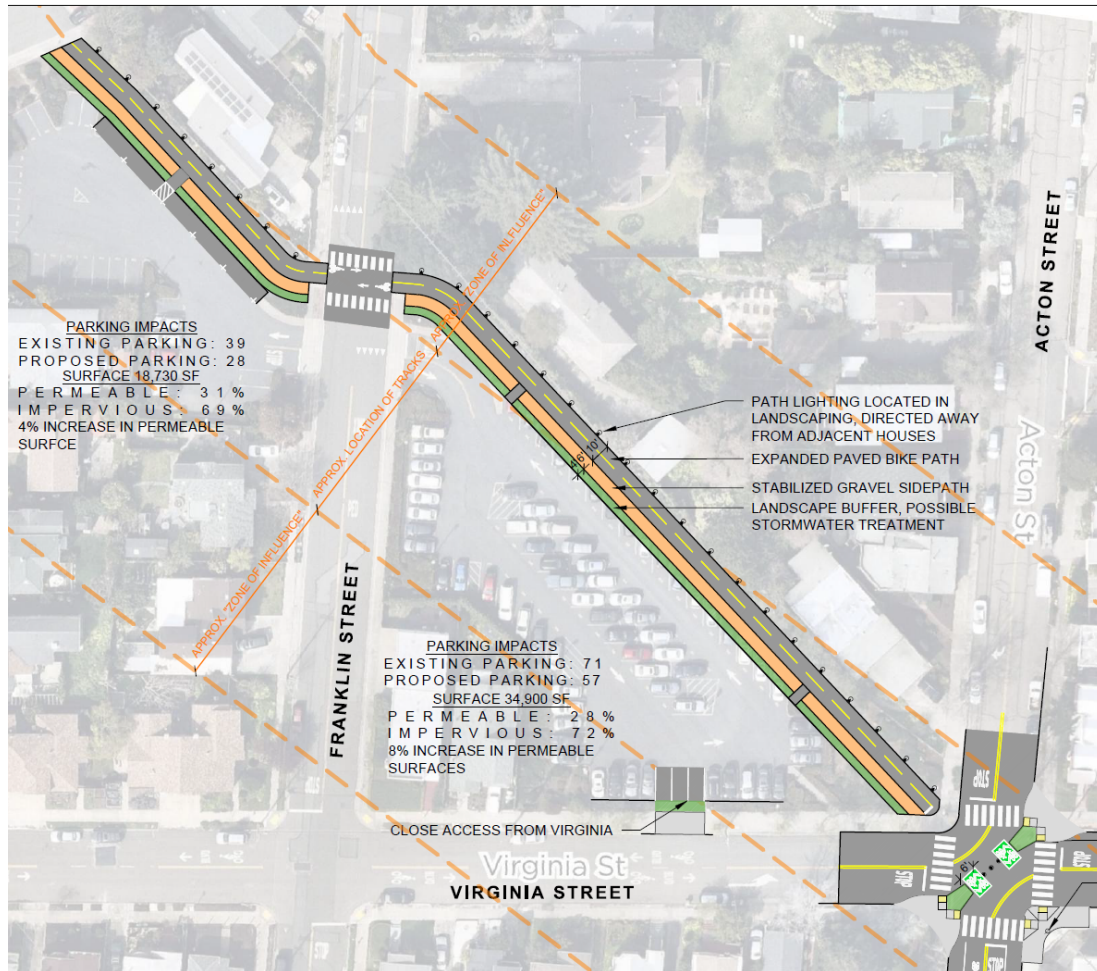 ACTON STREET
APPROX. "ZONE OF INLFLUENCE"
APPROX. LOCATION OF TRACKS
APPROX. "ZONE OF INFLUENCE"
PARKING IMPACTS
EXISTING PARKING: 39
PROPOSED PARKING: 28
SURFACE 18,730 SF
PERMEABLE: 31%
IMPERVIOUS: 69%
4% INCREASE IN PERMEABLE
SURFCE
PATH LIGHTING LOCATED IN
LANDSCAPING, DIRECTED AWAY
FROM ADJACENT HOUSES
EXPANDED PAVED BIKE PATH
STABILIZED GRAVEL SIDEPATH
LANDSCAPE BUFFER, POSSIBLE
STORMWATER TREATMENT
4' 6' 10'
Acton St
FRANKLIN STREET
PARKING IMPACTS
EXISTING PARKING: 71
PROPOSED PARKING: 57
SURFACE 34,900 SF
PERMEABLE: 28%
IMPERVIOUS: 72%
8% INCREASE IN PERMEABLE
SURFACES
CLOSE ACCESS FROM VIRGINIA
Virginia St
VIRGINIA STREET
STOP
STOP
STOP
6'